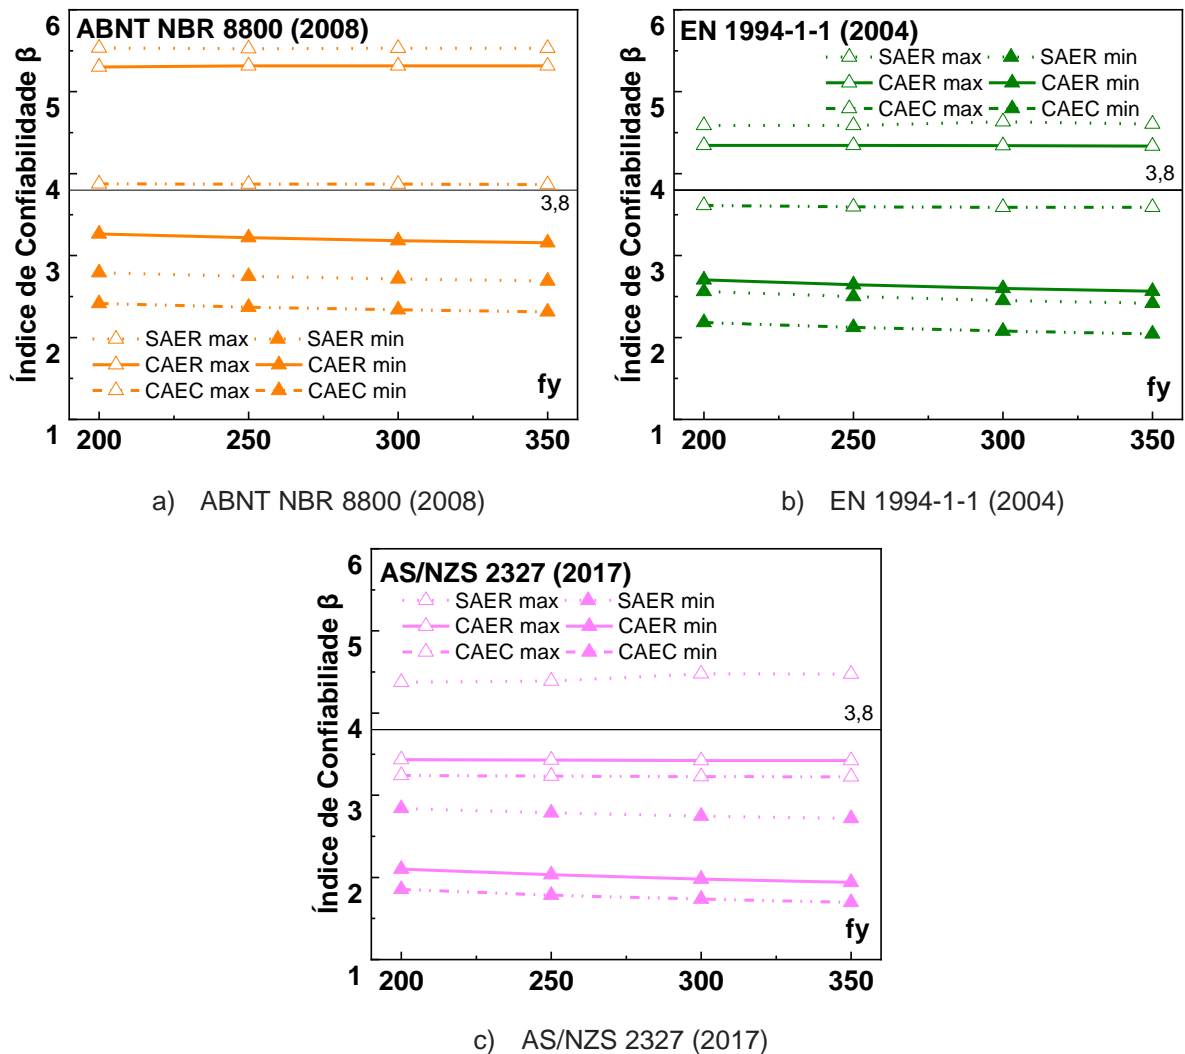 ABNT NBR 8800 (2008)
Índice de Confiabilidade β
6
5
4
3
2
1
3,8
SAER max SAER min
CAER max CAER min
CAEC max CAEC min
fy
200 250 300 350
a) ABNT NBR 8800 (2008)
EN 1994-1-1 (2004)
Índice de Confiabilidade β
6
5
4
3
2
1
SAER max SAER min
CAER max CAER min
CAEC max CAEC min
3,8
fy
200 250 300 350
b) EN 1994-1-1 (2004)
AS/NZS 2327 (2017)
Índice de Confiabiliade β
6
5
4
3
2
1
SAER max SAER min
CAER max CAER min
CAEC max CAEC min
3,8
fy
200 250 300 350
c) AS/NZS 2327 (2017)